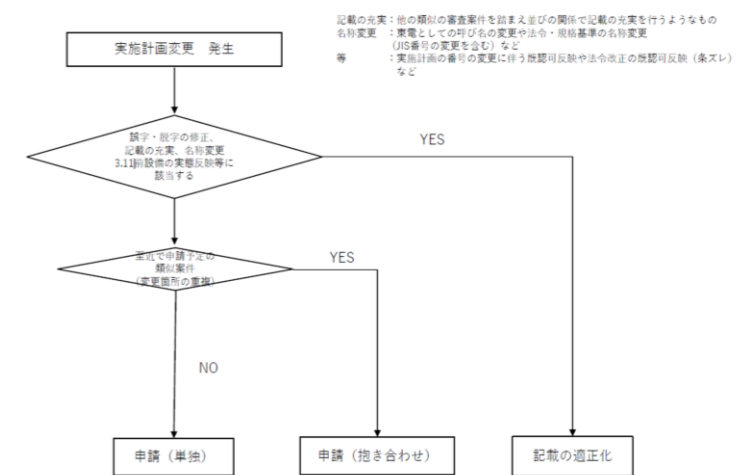 記載の充実：他の類似の審査案件を踏まえ並びの関係で記載の充実を行うようなもの
名称変更　：東電としての呼び名の変更や法令・規格基準の名称変更
（JIS番号の変更を含む）など
等　　　　：実施計画の番号の変更に伴う既認可反映や法令改正の既認可反映（条ズレ）
など
実施計画変更　発生
誤字・脱字の修正、
記載の充実、名称変更
3.11前設備の実態反映等に
該当する
YES
至近で申請予定の
類似案件
（変更箇所の重複）
YES
NO
申請（単独）
申請（抱き合わせ）
記載の適正化